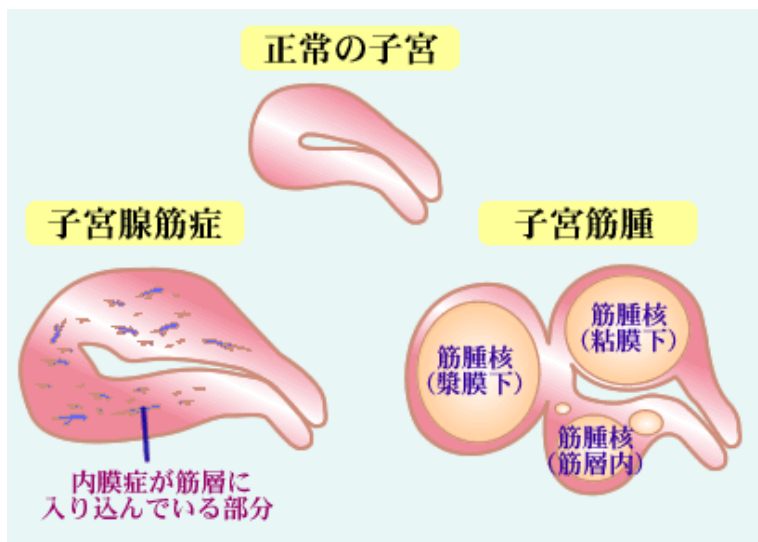 正常の子宮
子宮腺筋症
内膜症が筋層に
入り込んでいる部分
子宮筋腫
筋腫核
(漿膜下)
筋腫核
(粘膜下)
筋腫核
(筋層内)